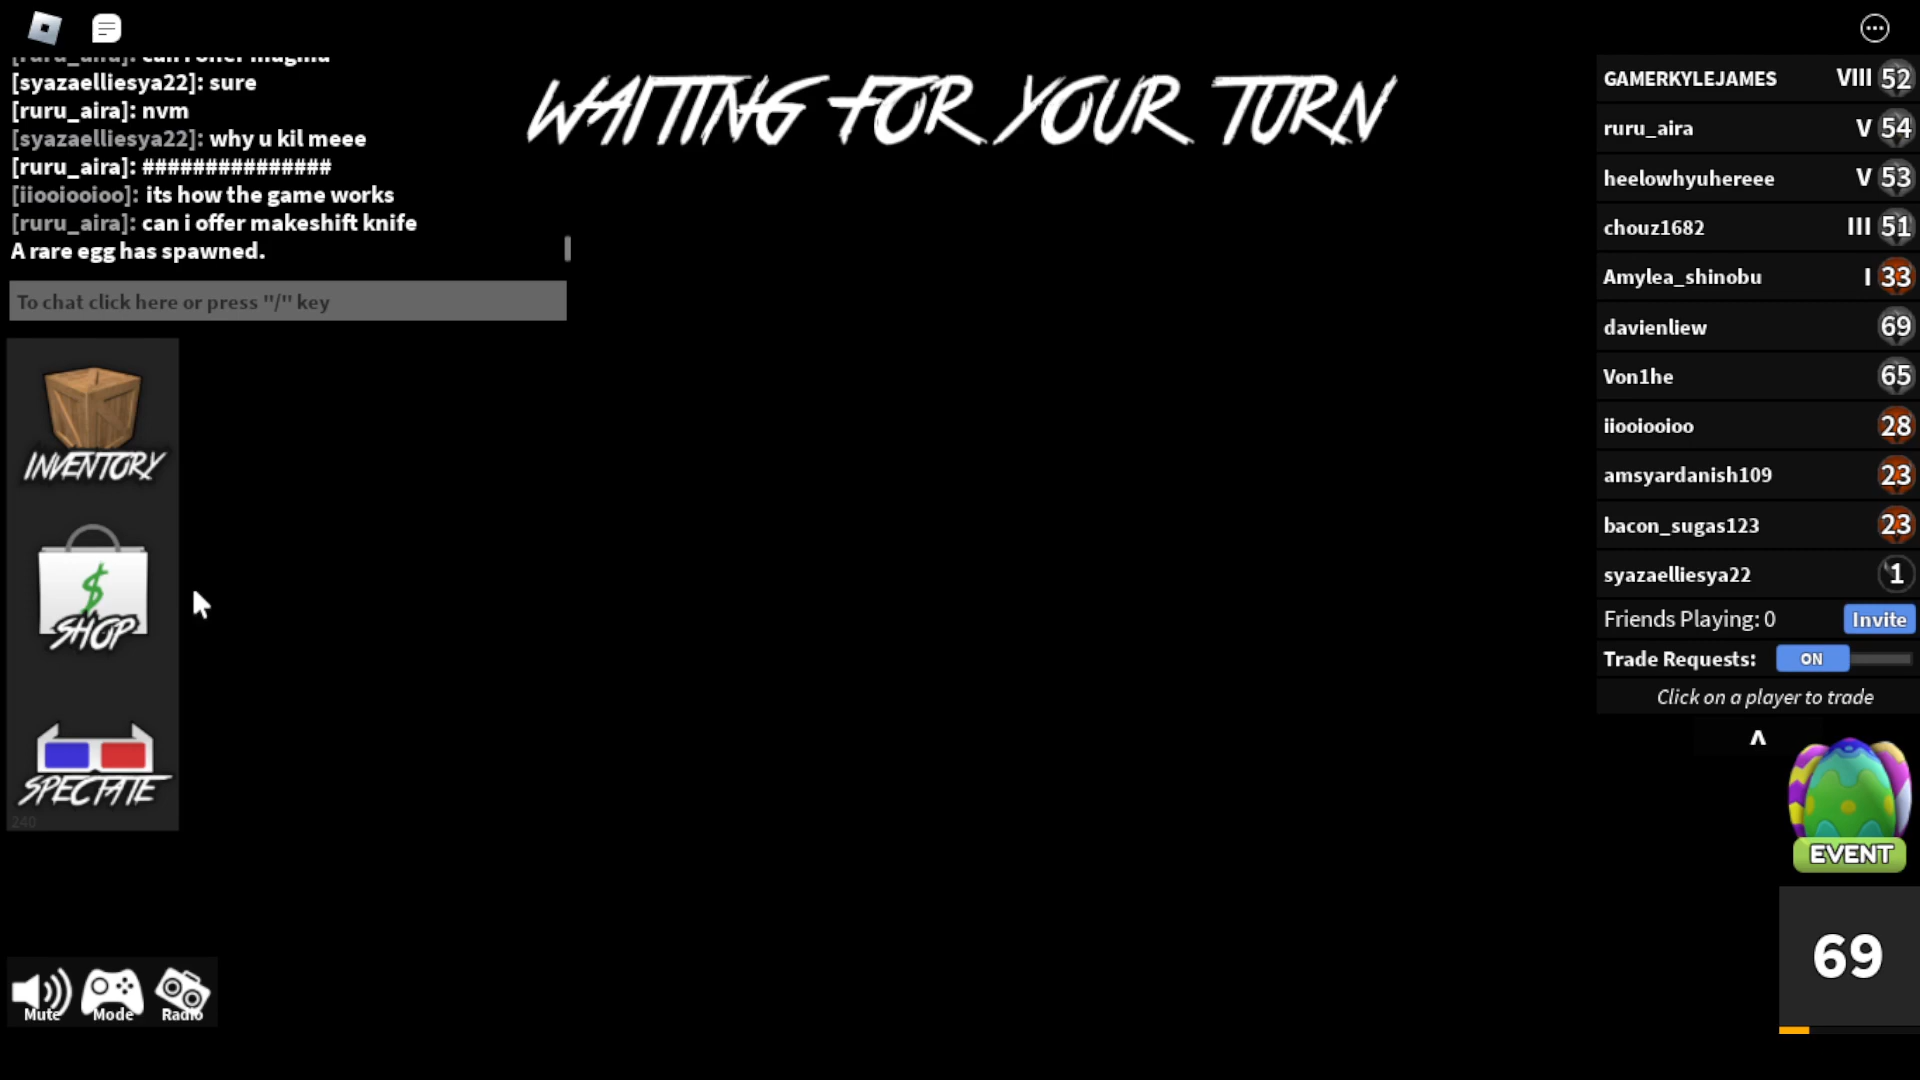 [syazaelliesya22]: sure
[ruru_aira]: nvm
[syazaelliesya22]: why u kil meee
[ruru_aira]: ###############
[iiooiooioo]: its how the game works
[ruru_aira]: can i offer makeshift knife
A rare egg has spawned.
To chat click here or press "/" key
WAITING FOR YOUR TURN
INVENTORY
$
SHOP
SPECTATE
240
Mute
Mode
Radio
GAMERKYLEJAMES VIII 52
ruru_aira V 54
heelowhyuhereee V 53
chouz1682 III 51
Amylea_shinobu I 33
davienliew 69
Von1he 65
iiooiooioo 28
amsyardanish109 23
bacon_sugas123 23
syazaelliesya22 1
Friends Playing: 0 Invite
Trade Requests: ON
Click on a player to trade
EVENT
69